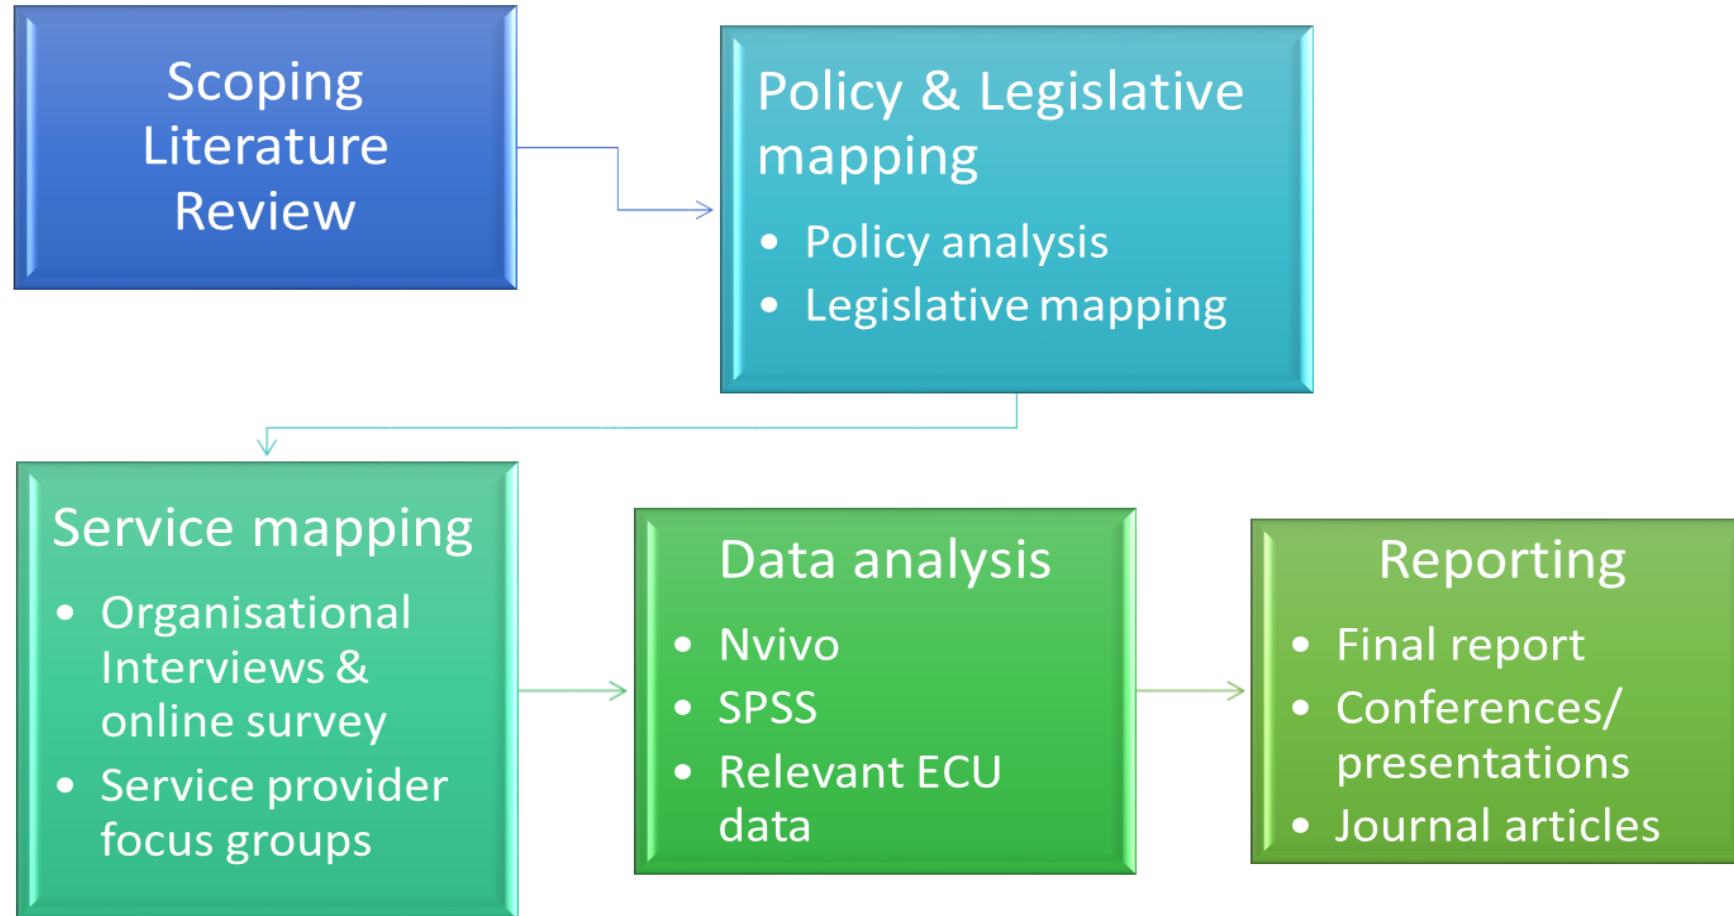 Scoping
Literature
Review
Policy & Legislative
mapping
• Policy analysis
• Legislative mapping
Service mapping
• Organisational
Interviews &
online survey
• Service provider
focus groups
Data analysis
• Nvivo
• SPSS
• Relevant ECU
data
Reporting
• Final report
• Conferences/
presentations
• Journal articles